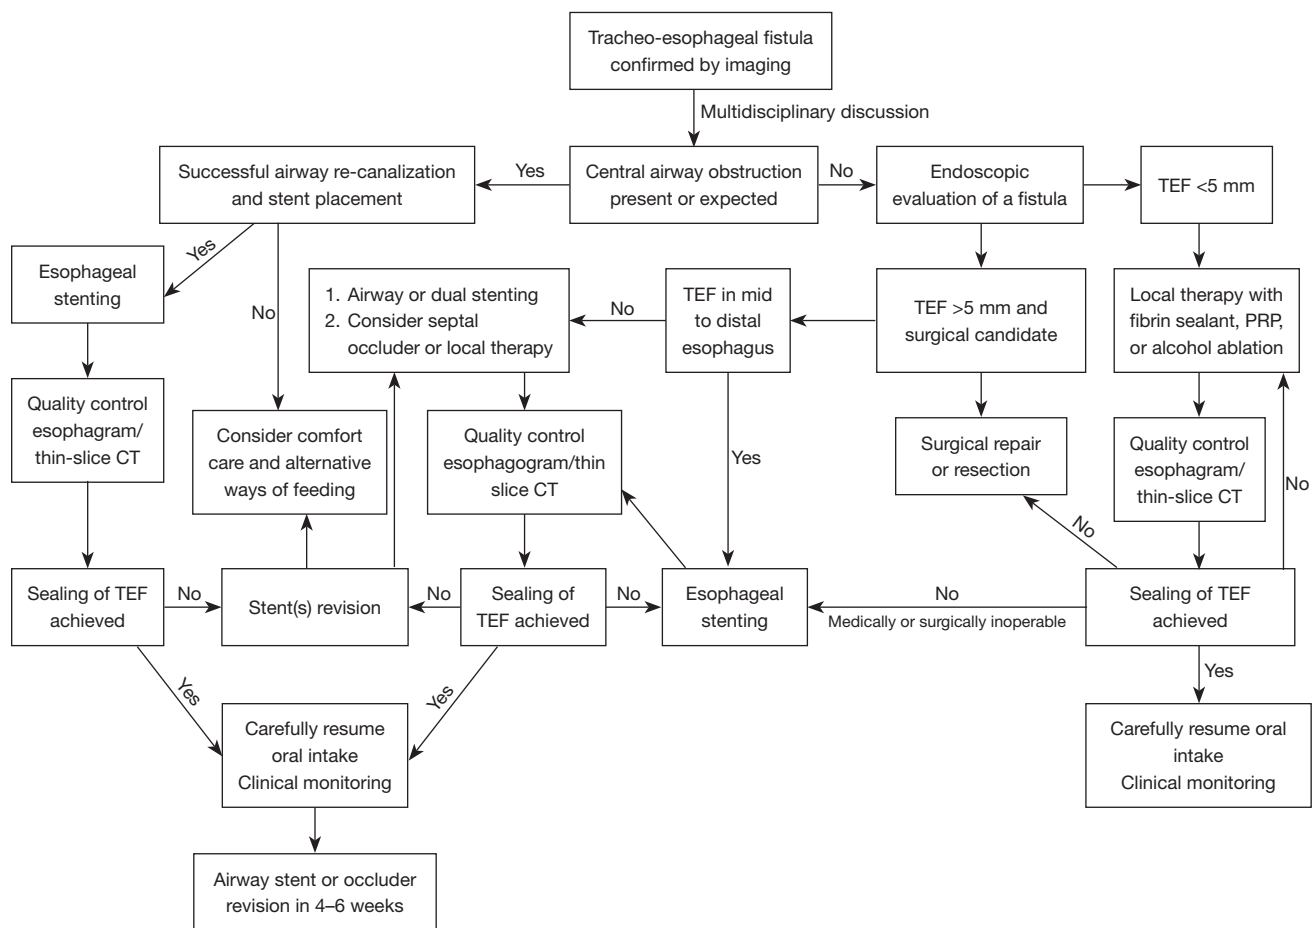 Tracheo-esophageal fistula
confirmed by imaging
Multidisciplinary discussion
Successful airway re-canalization
and stent placement
Yes
Central airway obstruction
present or expected
No
Endoscopic
evaluation of a fistula
TEF <5 mm
Yes
Esophageal
stenting
No
1. Airway or dual stenting
2. Consider septal
occluder or local therapy
No
TEF in mid
to distal
esophagus
TEF >5 mm and
surgical candidate
Local therapy with
fibrin sealant, PRP,
or alcohol ablation
Quality control
esophagram/
thin-slice CT
Consider comfort
care and alternative
ways of feeding
Quality control
esophagogram/thin
slice CT
Yes
Surgical repair
or resection
Quality control
esophagram/
thin-slice CT
No
No
Sealing of TEF
achieved
No
Stent(s) revision
No
Sealing of TEF
achieved
No
Esophageal
stenting
No
Medically or surgically inoperable
Sealing of TEF
achieved
Yes
Yes
Yes
Carefully resume
oral intake
Clinical monitoring
Carefully resume oral
intake
Clinical monitoring
Airway stent or occluder
revision in 4–6 weeks